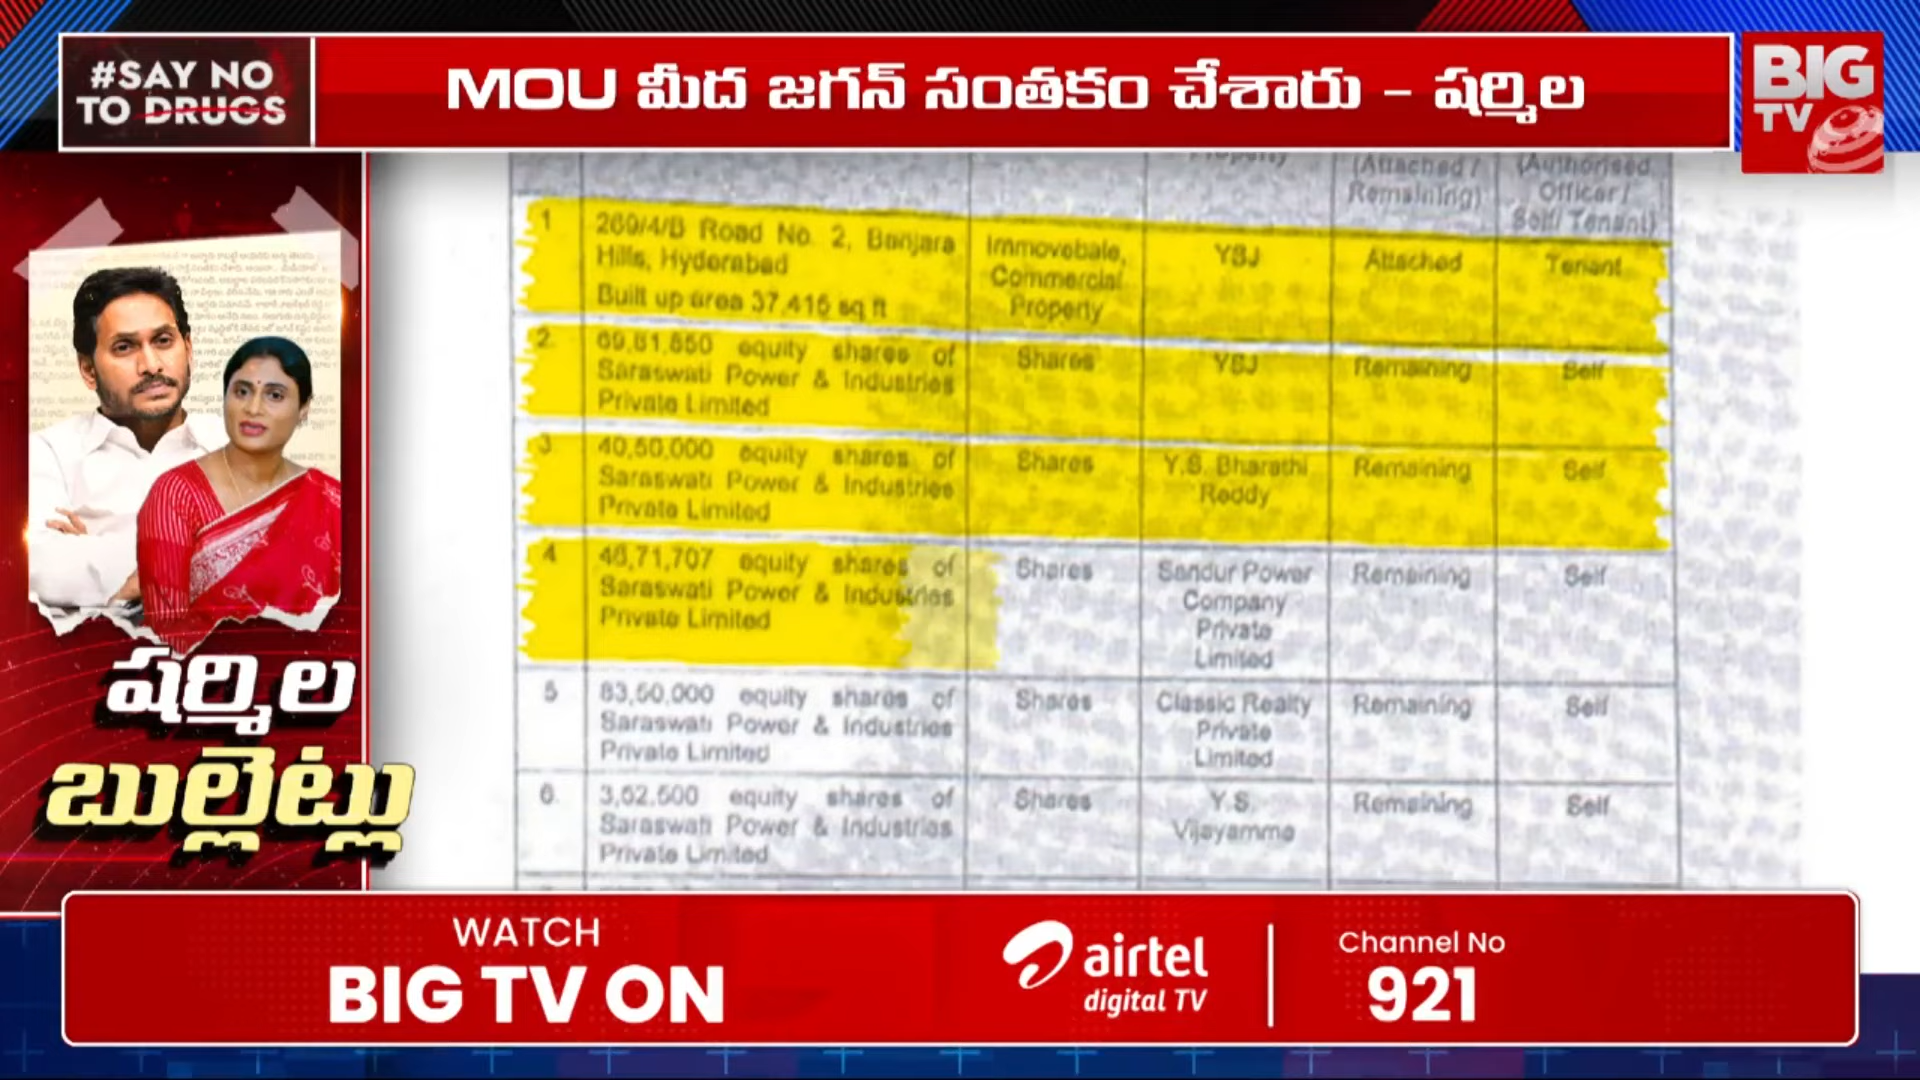 #SAY NO
TO DRUGS
MOU మీద జగన్ సంతకం చేశారు - షర్మిల
BIG
TV
(Attached / Remaining)
(Authorised Officer / Self/ Tenant)
1
269/4/B Road No. 2, Banjara
Hills, Hyderabad
Built up area 37,415 sq ft
Immovebale,
Commercial
Property
YSJ
Attached
Tenant
2
69,81,850 equity shares of
Saraswati Power & Industries
Private Limited
Shares
YSJ
Remaining
Self
3
40,50,000 equity shares of
Saraswati Power & Industries
Private Limited
Shares
Y.S. Bharathi
Reddy
Remaining
Self
4
46,71,707 equity shares of
Saraswati Power & Industries
Private Limited
Shares
Sandur Power
Company
Private
Limited
Remaining
Self
5
83,50,000 equity shares of
Saraswati Power & Industries
Private Limited
Shares
Classic Realty
Private
Limited
Remaining
Self
6
3,62,500 equity shares of
Saraswati Power & Industries
Private Limited
Shares
Y.S.
Vijayamma
Remaining
Self
షర్మిల
బుల్లెట్లు
WATCH
BIG TV ON
airtel
digital TV
Channel No
921